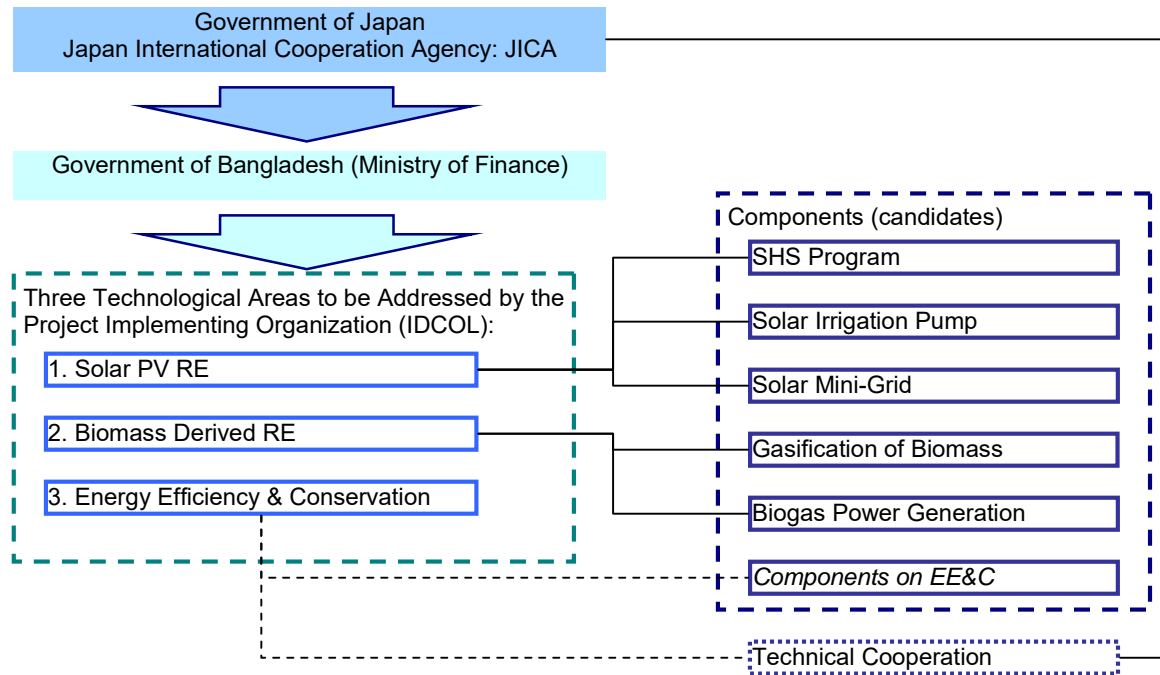 Government of Japan
Japan International Cooperation Agency: JICA
Government of Bangladesh (Ministry of Finance)
Three Technological Areas to be Addressed by the
Project Implementing Organization (IDCOL):
1. Solar PV RE
2. Biomass Derived RE
3. Energy Efficiency & Conservation
Components (candidates)
SHS Program
Solar Irrigation Pump
Solar Mini-Grid
Gasification of Biomass
Biogas Power Generation
Components on EE&C
Technical Cooperation